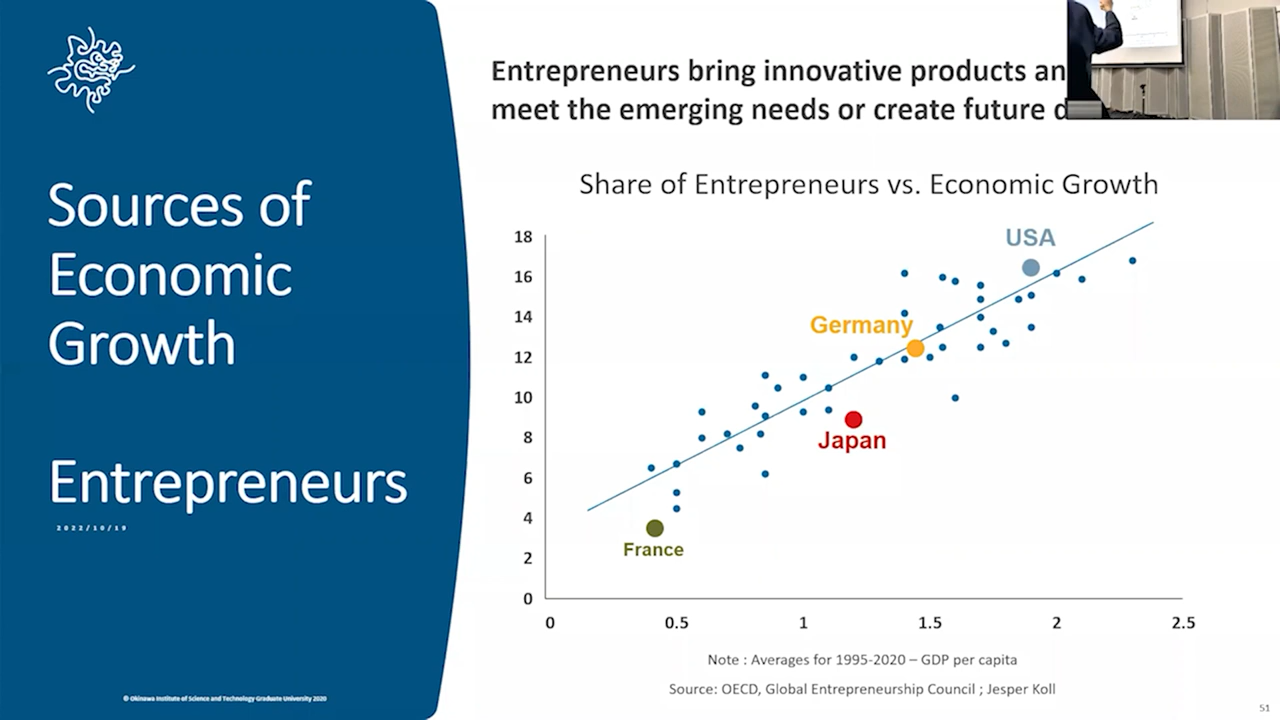 Sources of
Economic
Growth
Entrepreneurs
2022/10/19
© Okinawa Institute of Science and Technology Graduate University 2020
Entrepreneurs bring innovative products an
meet the emerging needs or create future d
Share of Entrepreneurs vs. Economic Growth
18
16
14
12
10
8
6
4
2
0
USA
Germany
Japan
France
0 0.5 1 1.5 2 2.5
Note : Averages for 1995-2020 – GDP per capita
Source: OECD, Global Entrepreneurship Council ; Jesper Koll
51